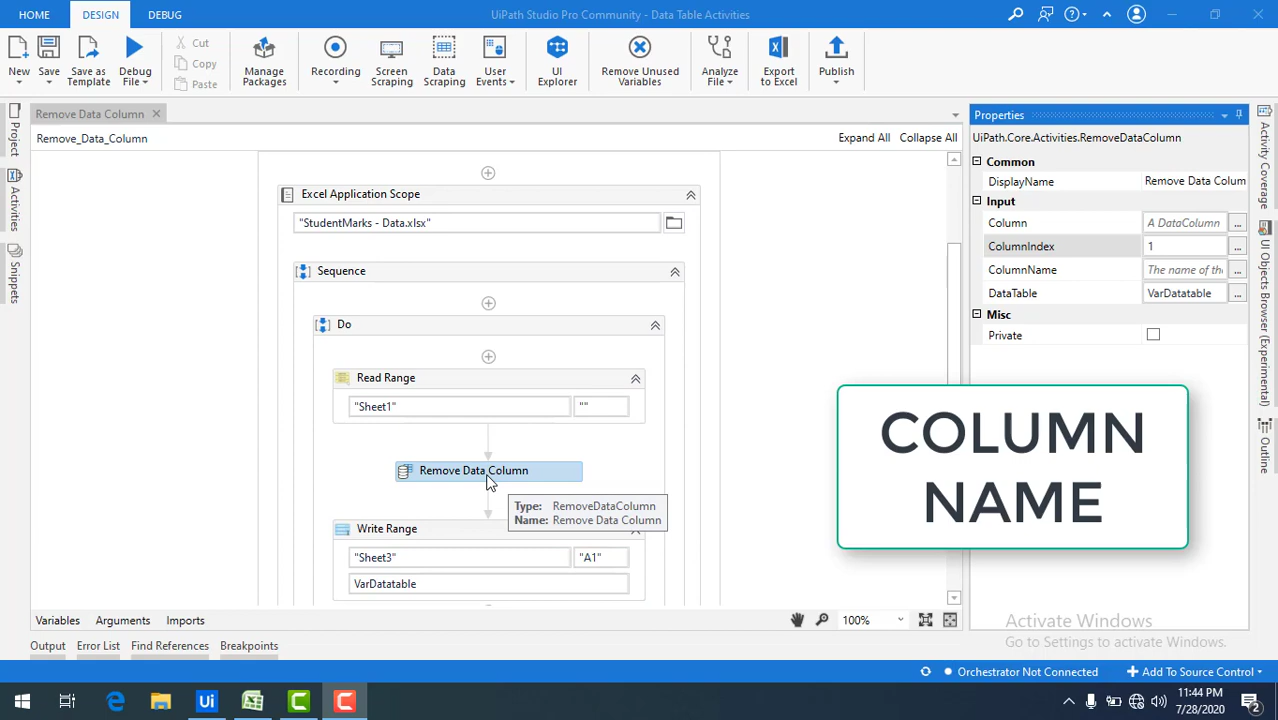 HOME
DESIGN
DEBUG
UiPath Studio Pro Community - Data Table Activities
New
Save
Save as Template
Debug File
Cut
Copy
Paste
Manage Packages
Recording
Screen Scraping
Data Scraping
User Events
UI Explorer
Remove Unused Variables
Analyze File
Export to Excel
Publish
Remove Data Column
Remove_Data_Column
Expand All
Collapse All
Project
Activities
Snippets
Excel Application Scope
"StudentMarks - Data.xlsx"
Sequence
Do
Read Range
"Sheet1"
""
Remove Data Column
Type: RemoveDataColumn
Name: Remove Data Column
Write Range
"Sheet3"
"A1"
VarDatatable
Properties
UiPath.Core.Activities.RemoveDataColumn
Common
DisplayName
Remove Data Colum
Input
Column
A DataColumn
...
ColumnIndex
1
...
ColumnName
The name of the
...
DataTable
VarDatatable
...
Misc
Private
COLUMN
NAME
Activity Coverage
UI Objects Browser (Experimental)
Outline
Activate Windows
Go to Settings to activate Windows.
Variables
Arguments
Imports
100%
Output
Error List
Find References
Breakpoints
Orchestrator Not Connected
Add To Source Control
Ui
11:44 PM
7/28/2020
2